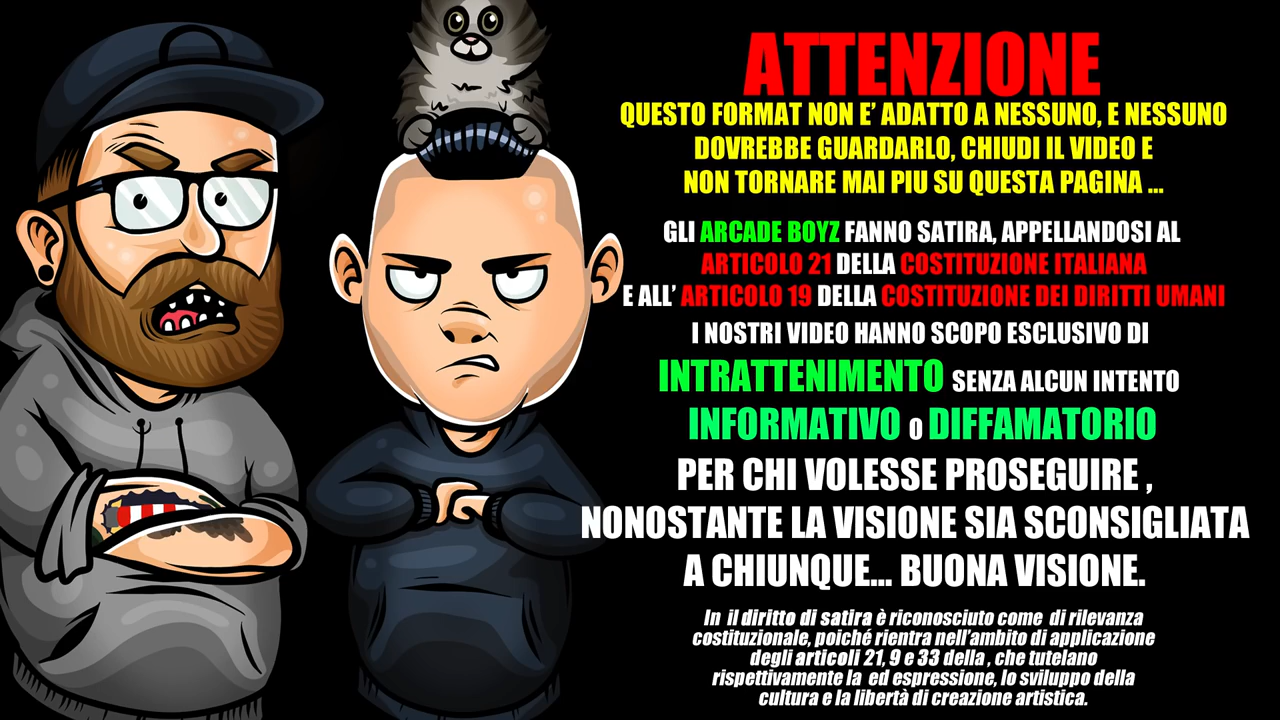 ATTENZIONE
QUESTO FORMAT NON E' ADATTO A NESSUNO, E NESSUNO
DOVREBBE GUARDARLO, CHIUDI IL VIDEO E
NON TORNARE MAI PIU SU QUESTA PAGINA ...
GLI ARCADE BOYZ FANNO SATIRA, APPELLANDOSI AL
ARTICOLO 21 DELLA COSTITUZIONE ITALIANA
E ALL' ARTICOLO 19 DELLA COSTITUZIONE DEI DIRITTI UMANI
I NOSTRI VIDEO HANNO SCOPO ESCLUSIVO DI
INTRATTENIMENTO SENZA ALCUN INTENTO
INFORMATIVO O DIFFAMATORIO
PER CHI VOLESSE PROSEGUIRE ,
NONOSTANTE LA VISIONE SIA SCONSIGLIATA
A CHIUNQUE... BUONA VISIONE.
In il diritto di satira è riconosciuto come di rilevanza
costituzionale, poiché rientra nell'ambito di applicazione
degli articoli 21, 9 e 33 della , che tutelano
rispettivamente la ed espressione, lo sviluppo della
cultura e la libertà di creazione artistica.